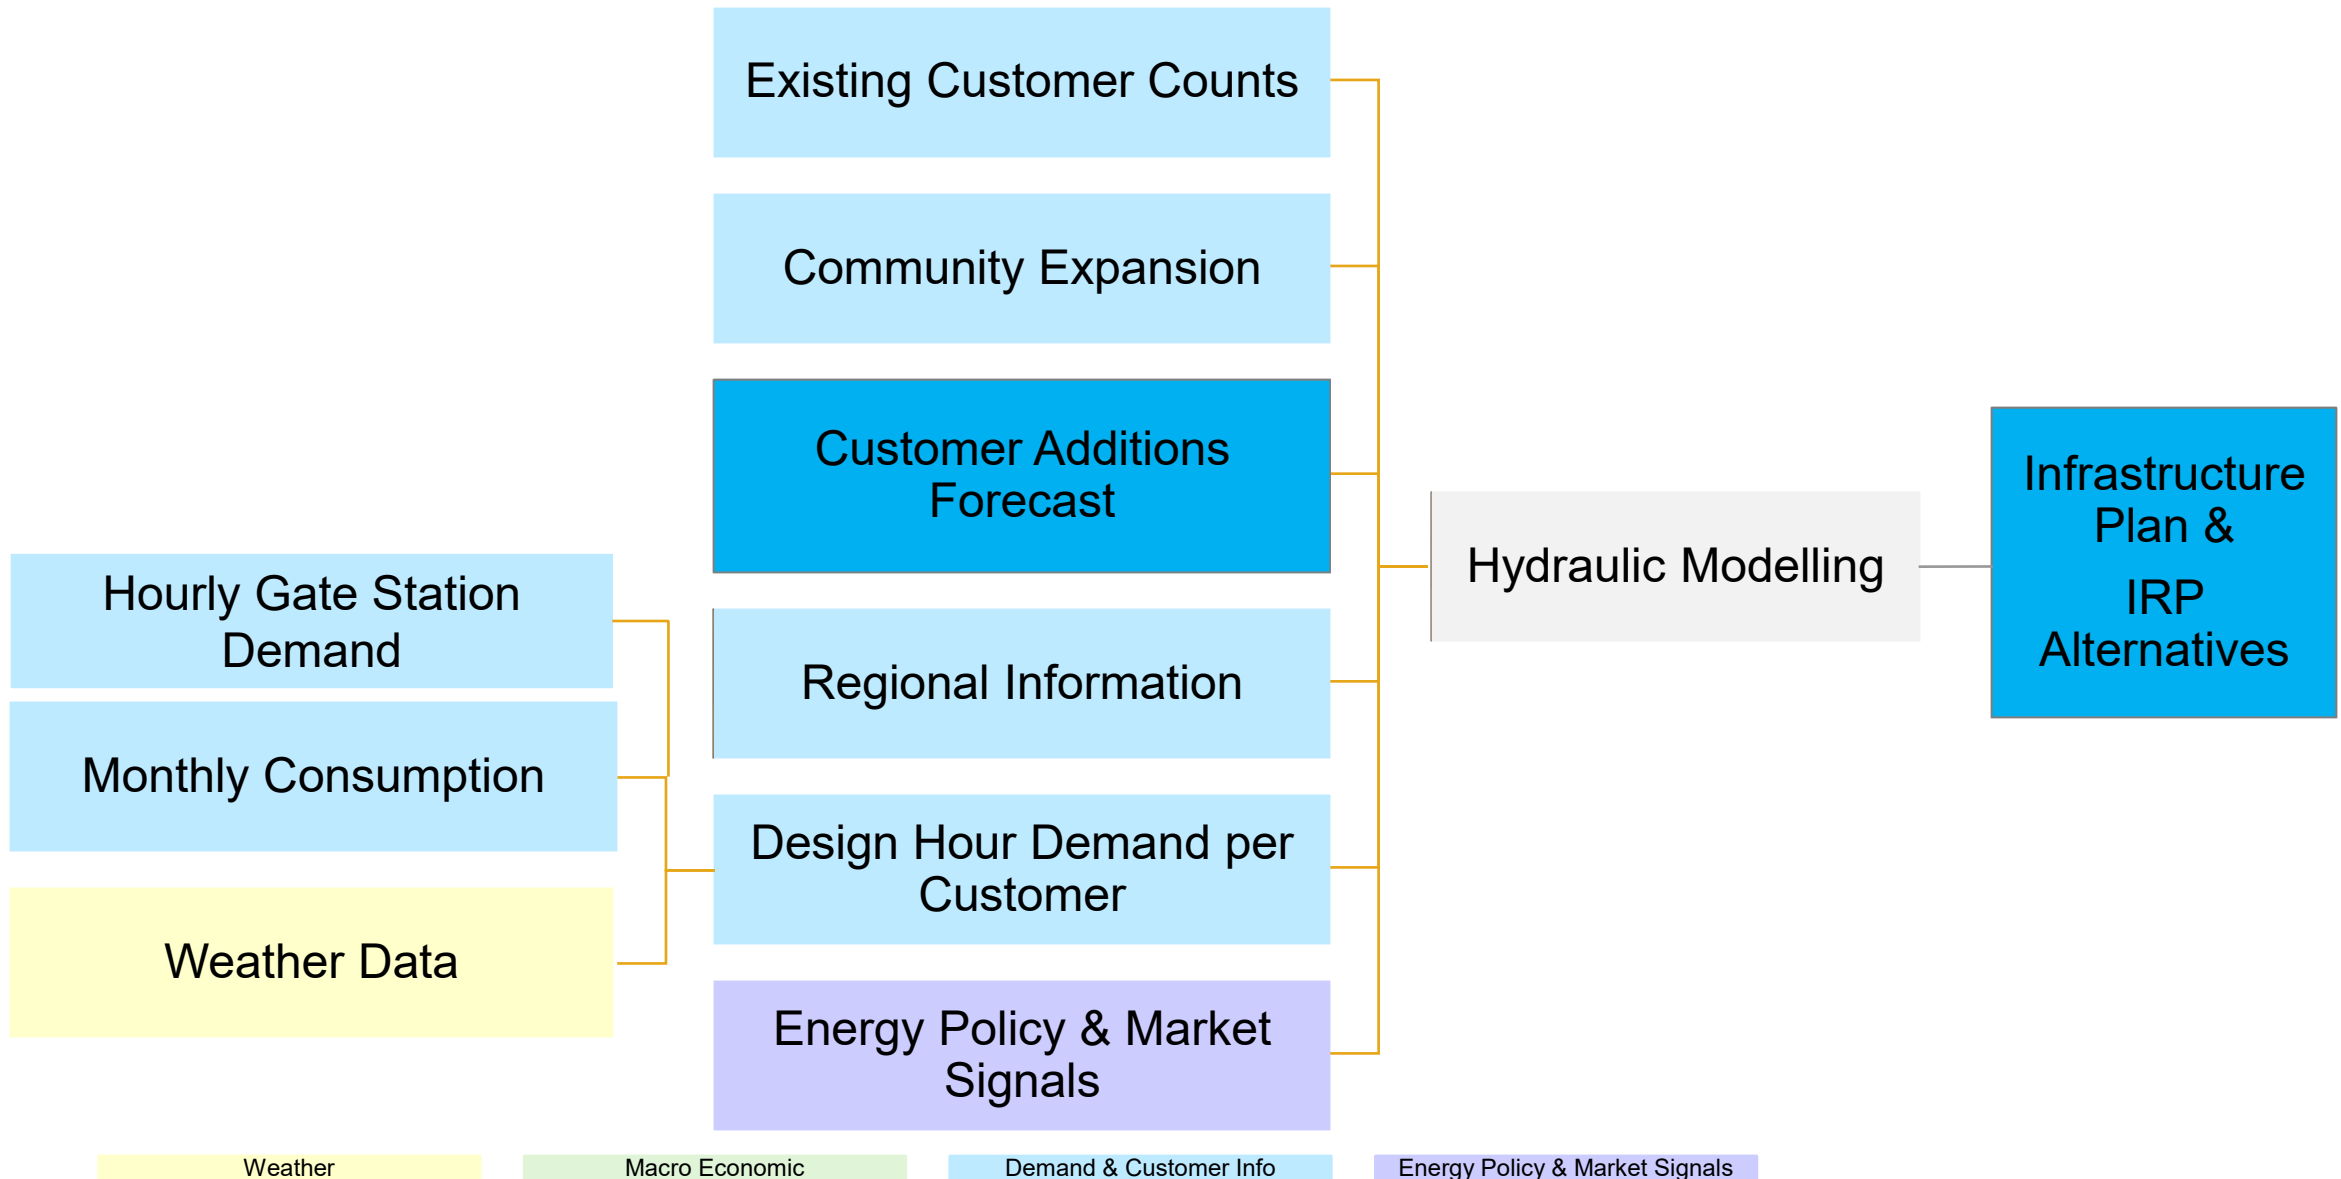 Existing Customer Counts
Community Expansion
Customer Additions
Forecast
Hourly Gate Station
Demand
Monthly Consumption
Weather Data
Regional Information
Design Hour Demand per
Customer
Energy Policy & Market
Signals
Hydraulic Modelling
Infrastructure
Plan &
IRP
Alternatives
Weather
Macro Economic
Demand & Customer Info
Energy Policy & Market Signals